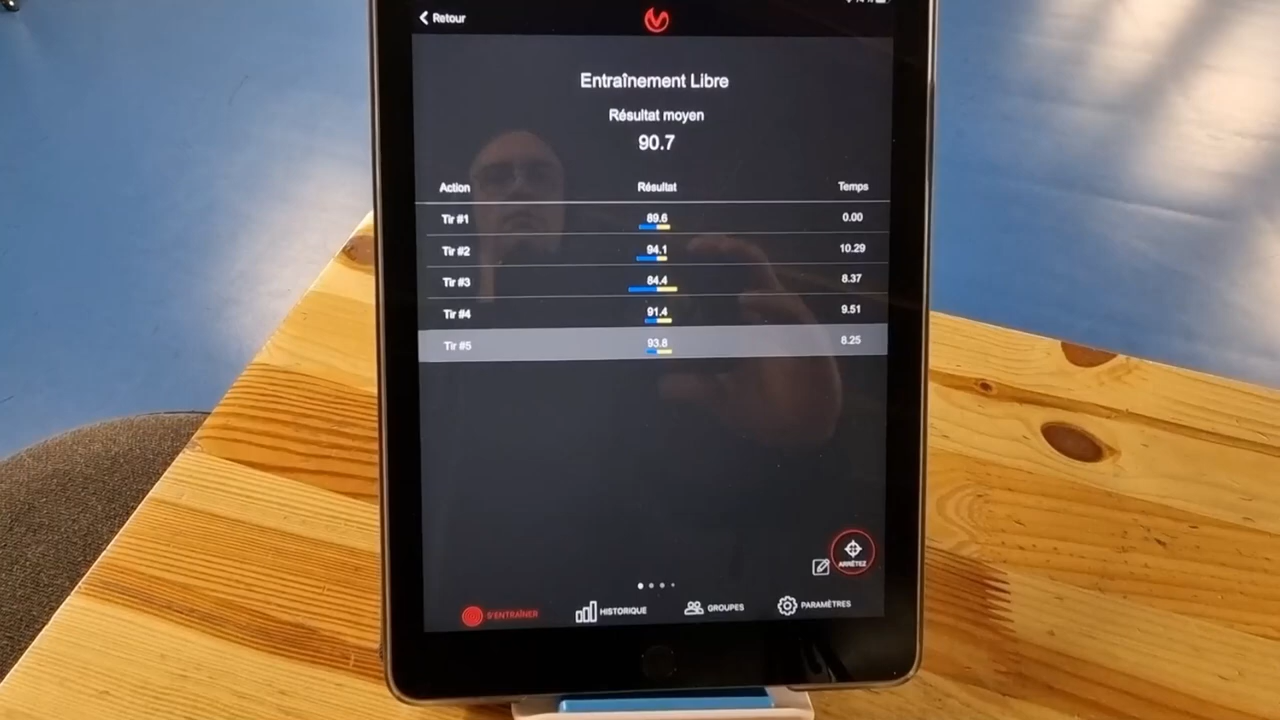 Retour
Entraînement Libre
Résultat moyen
90.7
Action Résultat Temps
Tir #1 89.6 0.00
Tir #2 94.1 10.29
Tir #3 84.4 8.37
Tir #4 91.4 9.51
Tir #5 93.8 8.25
ARRÊTEZ
S'ENTRAÎNER HISTORIQUE GROUPES PARAMÈTRES